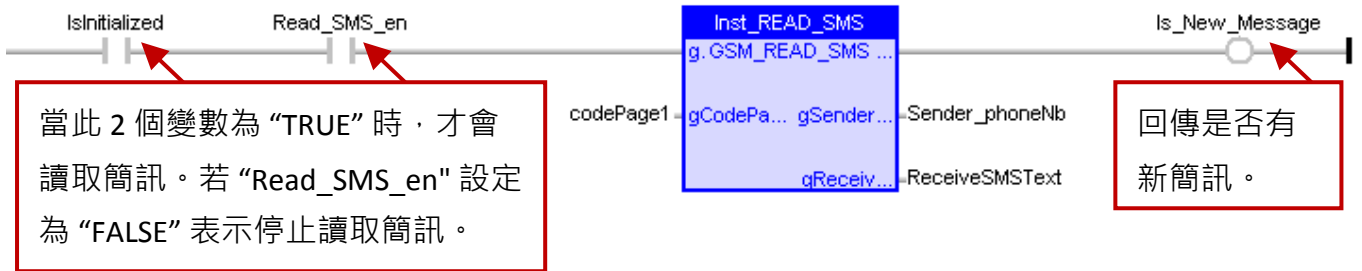 IsInitialized
Read_SMS_en
Inst_READ_SMS
Is_New_Message
g.GSM_READ_SMS ...
codePage1
gCodePa...
gSender...
Sender_phoneNb
gReceiv...
ReceiveSMSText
當此 2 個變數為 “TRUE” 時，才會
讀取簡訊。若 “Read_SMS_en" 設定
為 “FALSE” 表示停止讀取簡訊。
回傳是否有
新簡訊。